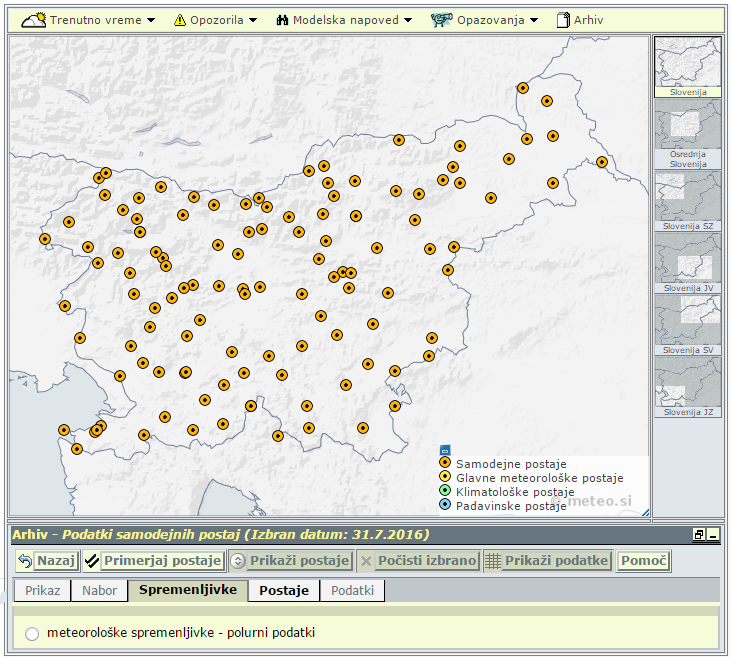 Trenutno vreme Opozorila Modelska napoved Opazovanja Arhiv
Slovenija
Osrednja
Slovenija
Slovenija SZ
Slovenija JV
Slovenija SV
Slovenija JZ
Samodejne postaje
Glavne meteorološke postaje
Klimatološke postaje
Padavinske postaje
© meteo.si
Arhiv - Podatki samodejnih postaj (Izbran datum: 31.7.2016)
Nazaj Primerjaj postaje Prikaži postaje Počisti izbrano Prikaži podatke Pomoč
Prikaz Nabor Spremenljivke Postaje Podatki
meteorološke spremenljivke - polurni podatki